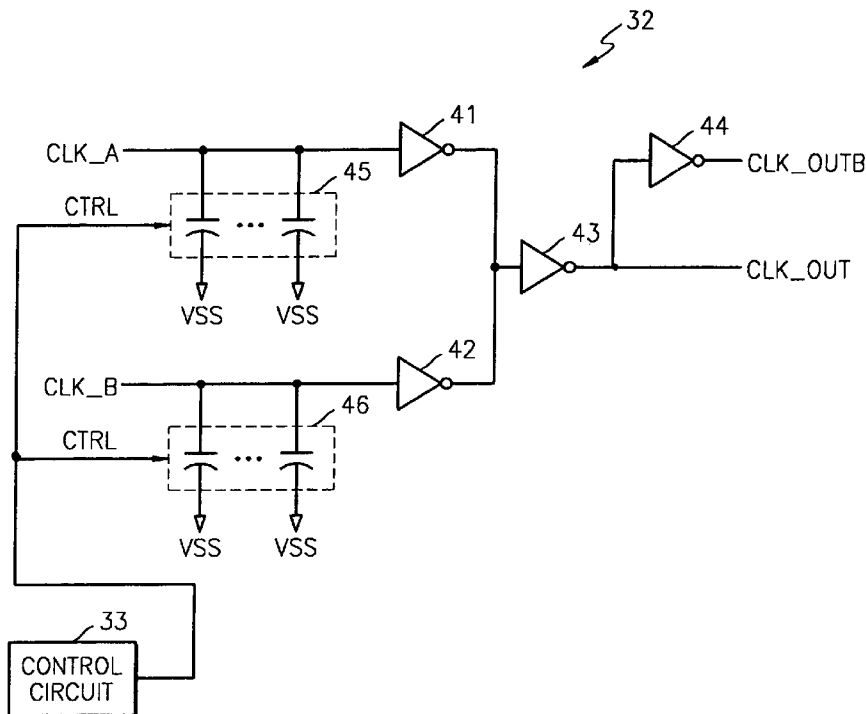 32
41
44
CLK_A
CLK_OUTB
45
CTRL
43
CLK_OUT
VSS VSS
42
CLK_B
46
CTRL
VSS VSS
33
CONTROL
CIRCUIT